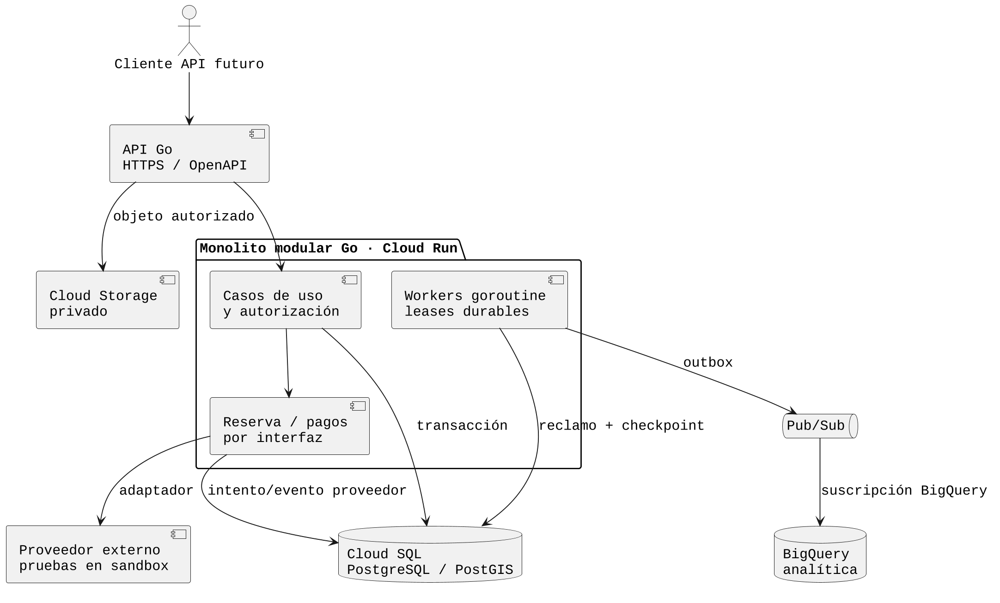 Cliente API futuro
API Go
HTTPS / OpenAPI
objeto autorizado
Monolito modular Go · Cloud Run
Cloud Storage
privado
Casos de uso
y autorización
Workers goroutine
leases durables
outbox
Reserva / pagos
por interfaz
transacción
reclamo + checkpoint
Pub/Sub
adaptador
intento/evento proveedor
suscripción BigQuery
Proveedor externo
pruebas en sandbox
Cloud SQL
PostgreSQL / PostGIS
BigQuery
analítica